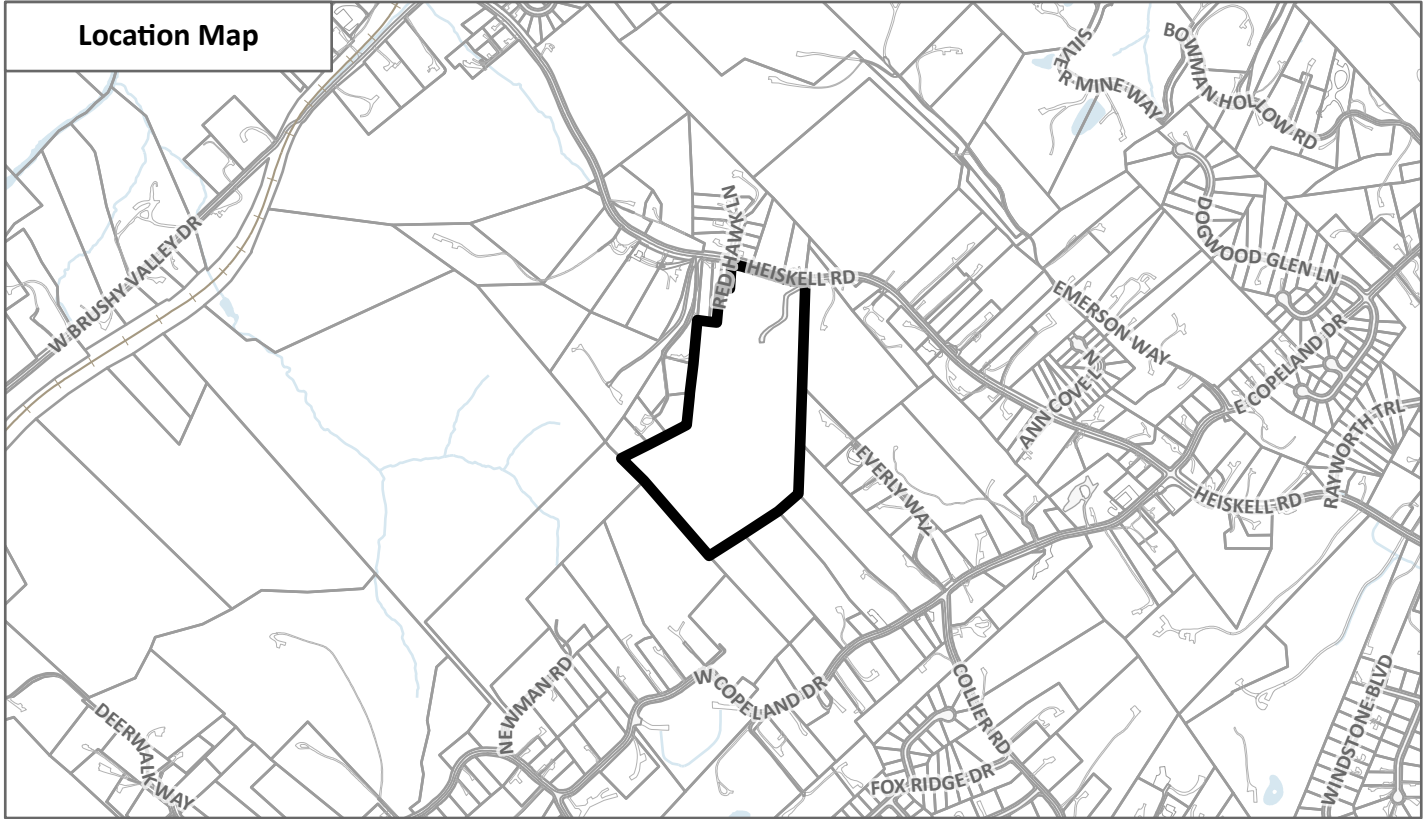 Location Map
SILVER MINE WAY
BOWMAN HOLLOW RD
W BRUSHY VALLEY DR
RED HAWK LN
HEISKELL RD
DOGWOOD GLEN LN
EMERSON WAY
E COPELAND DR
ANN COVE LN
RAYWORTH TRL
EVERLY WAY
HEISKELL RD
NEWMAN RD
W COPELAND DR
COLLIER RD
DEERWALK WAY
FOX RIDGE DR
WINDSTONE BLVD